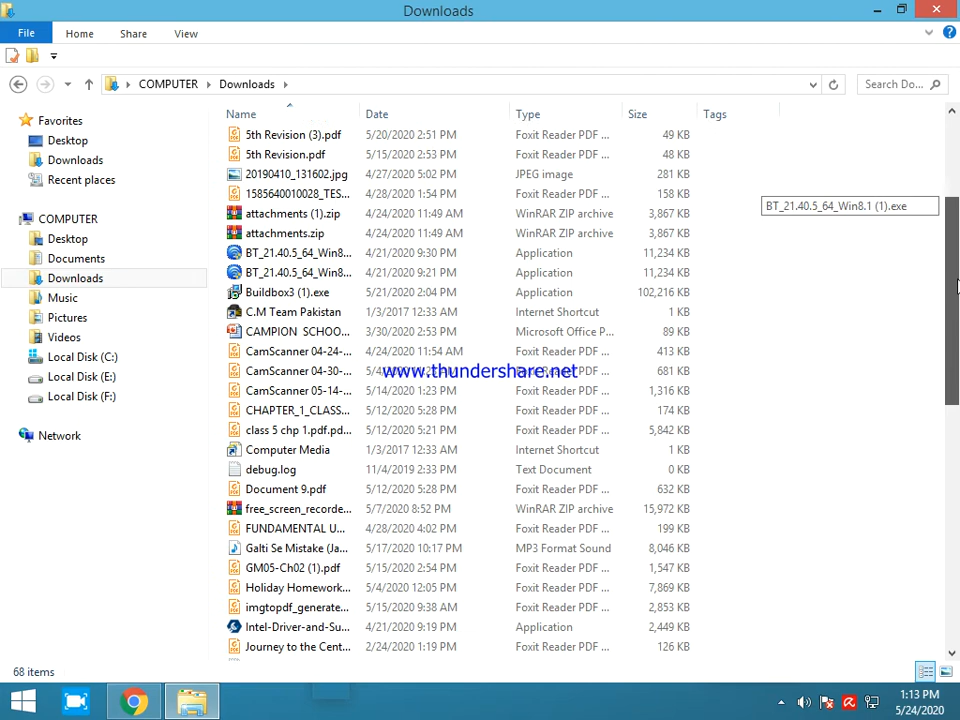 Downloads
File Home Share View
COMPUTER Downloads Search Do...
Name Date Type Size Tags
Favorites
Desktop
Downloads
Recent places
COMPUTER
Desktop
Documents
Downloads
Music
Pictures
Videos
Local Disk (C:)
Local Disk (E:)
Local Disk (F:)
Network
5th Revision (3).pdf 5/20/2020 2:51 PM Foxit Reader PDF ... 49 KB
5th Revision.pdf 5/15/2020 2:53 PM Foxit Reader PDF ... 48 KB
20190410_131602.jpg 4/27/2020 5:02 PM JPEG image 281 KB
1585640010028_TES... 4/28/2020 1:54 PM Foxit Reader PDF ... 158 KB
BT_21.40.5_64_Win8.1 (1).exe
attachments (1).zip 4/24/2020 11:49 AM WinRAR ZIP archive 3,867 KB
attachments.zip 4/24/2020 11:49 AM WinRAR ZIP archive 3,867 KB
BT_21.40.5_64_Win8... 4/21/2020 9:30 PM Application 11,234 KB
BT_21.40.5_64_Win8... 4/21/2020 9:21 PM Application 11,234 KB
Buildbox3 (1).exe 5/21/2020 2:04 PM Application 102,216 KB
C.M Team Pakistan 1/3/2017 12:33 AM Internet Shortcut 1 KB
CAMPION SCHOO... 3/30/2020 2:53 PM Microsoft Office P... 89 KB
CamScanner 04-24-... 4/24/2020 11:54 AM Foxit Reader PDF ... 413 KB
CamScanner 04-30-... Foxit Reader PDF ... 681 KB
www.thundershare.net
CamScanner 05-14-... 5/14/2020 1:23 PM Foxit Reader PDF ... 1,316 KB
CHAPTER_1_CLASS... 5/12/2020 5:28 PM Foxit Reader PDF ... 174 KB
class 5 chp 1.pdf.pd... 5/12/2020 5:21 PM Foxit Reader PDF ... 5,842 KB
Computer Media 1/3/2017 12:33 AM Internet Shortcut 1 KB
debug.log 11/4/2019 2:33 PM Text Document 0 KB
Document 9.pdf 5/12/2020 5:28 PM Foxit Reader PDF ... 632 KB
free_screen_recorde... 5/7/2020 8:52 PM WinRAR ZIP archive 15,972 KB
FUNDAMENTAL U... 4/28/2020 4:02 PM Foxit Reader PDF ... 199 KB
Galti Se Mistake (Ja... 5/17/2020 10:17 PM MP3 Format Sound 8,046 KB
GM05-Ch02 (1).pdf 5/15/2020 2:54 PM Foxit Reader PDF ... 1,547 KB
Holiday Homework... 5/4/2020 12:05 PM Foxit Reader PDF ... 7,869 KB
imgtopdf_generate... 5/15/2020 9:38 AM Foxit Reader PDF ... 2,853 KB
Intel-Driver-and-Su... 4/21/2020 9:19 PM Application 2,449 KB
Journey to the Cent... 2/24/2020 1:19 PM Foxit Reader PDF ... 126 KB
68 items
1:13 PM
5/24/2020